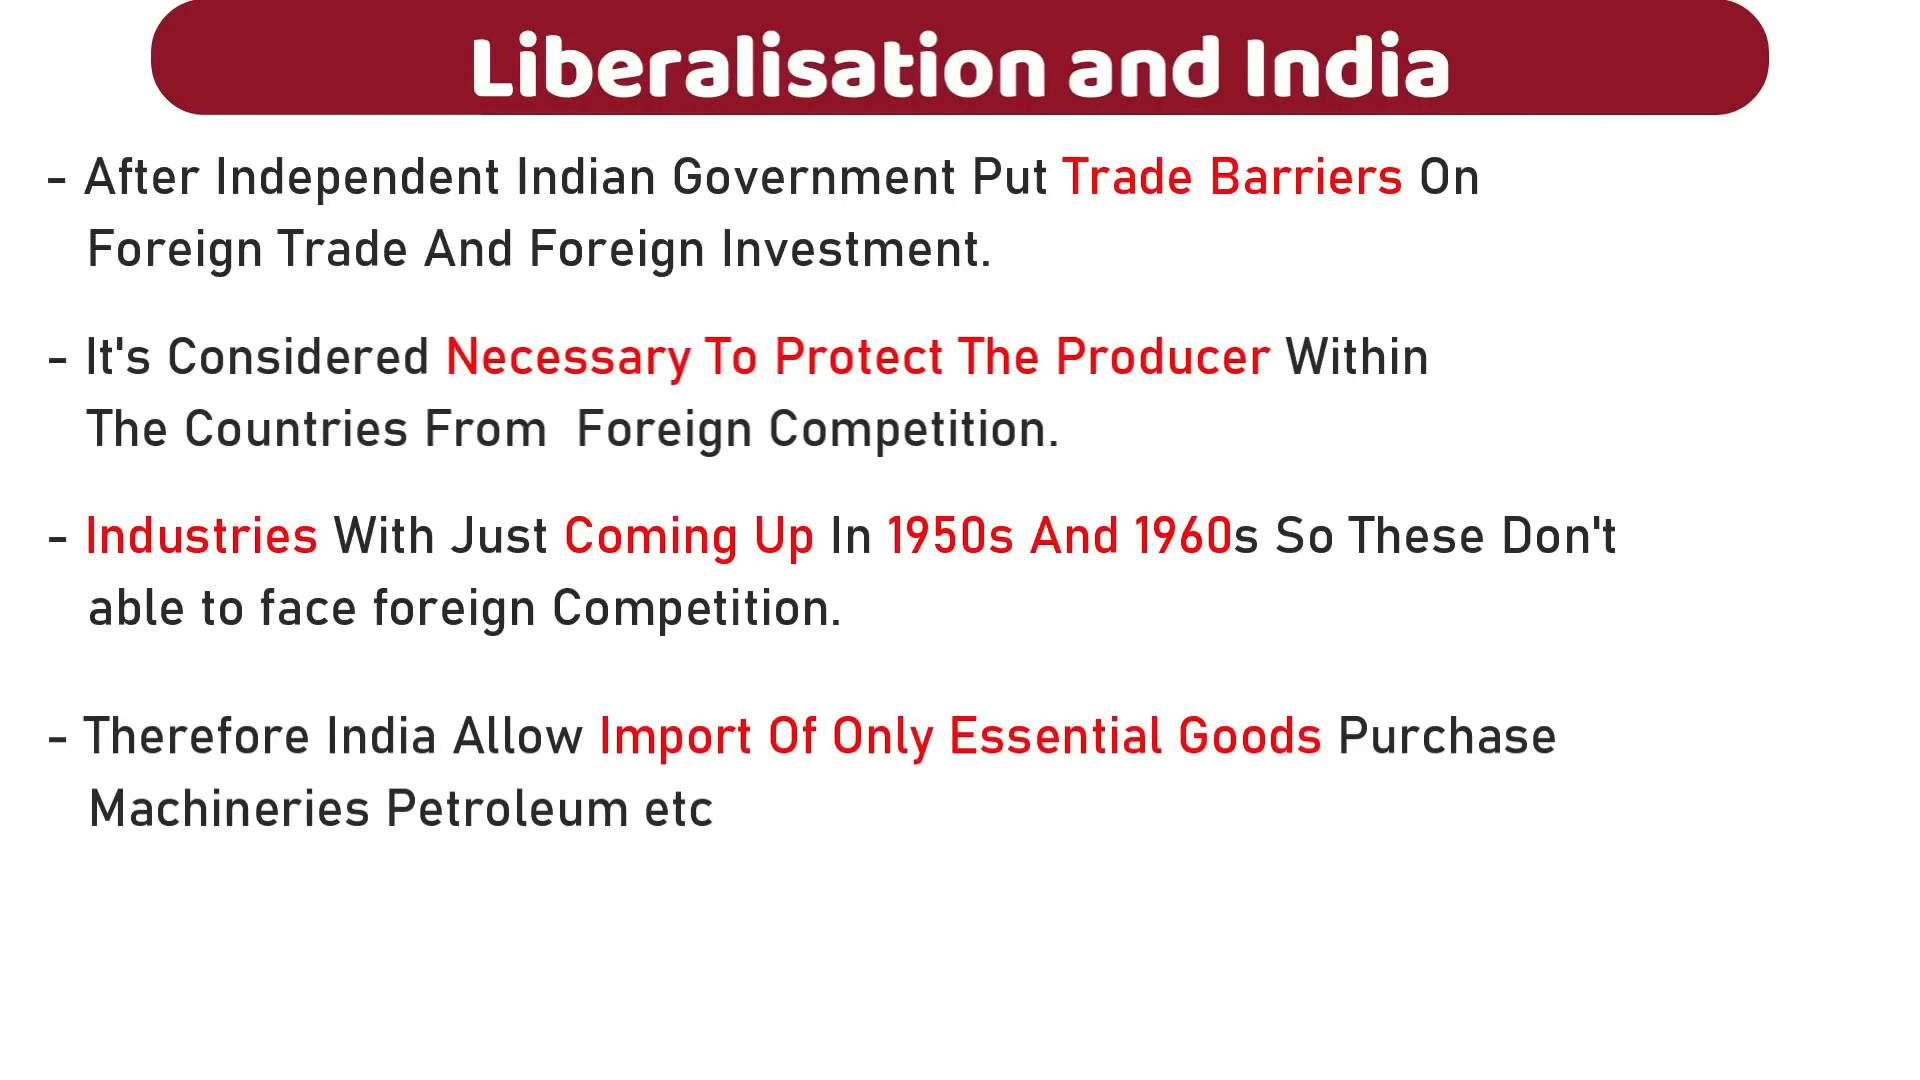 Liberalisation and India
- After Independent Indian Government Put Trade Barriers On
Foreign Trade And Foreign Investment.
- It's Considered Necessary To Protect The Producer Within
The Countries From Foreign Competition.
- Industries With Just Coming Up In 1950s And 1960s So These Don't
able to face foreign Competition.
- Therefore India Allow Import Of Only Essential Goods Purchase
Machineries Petroleum etc